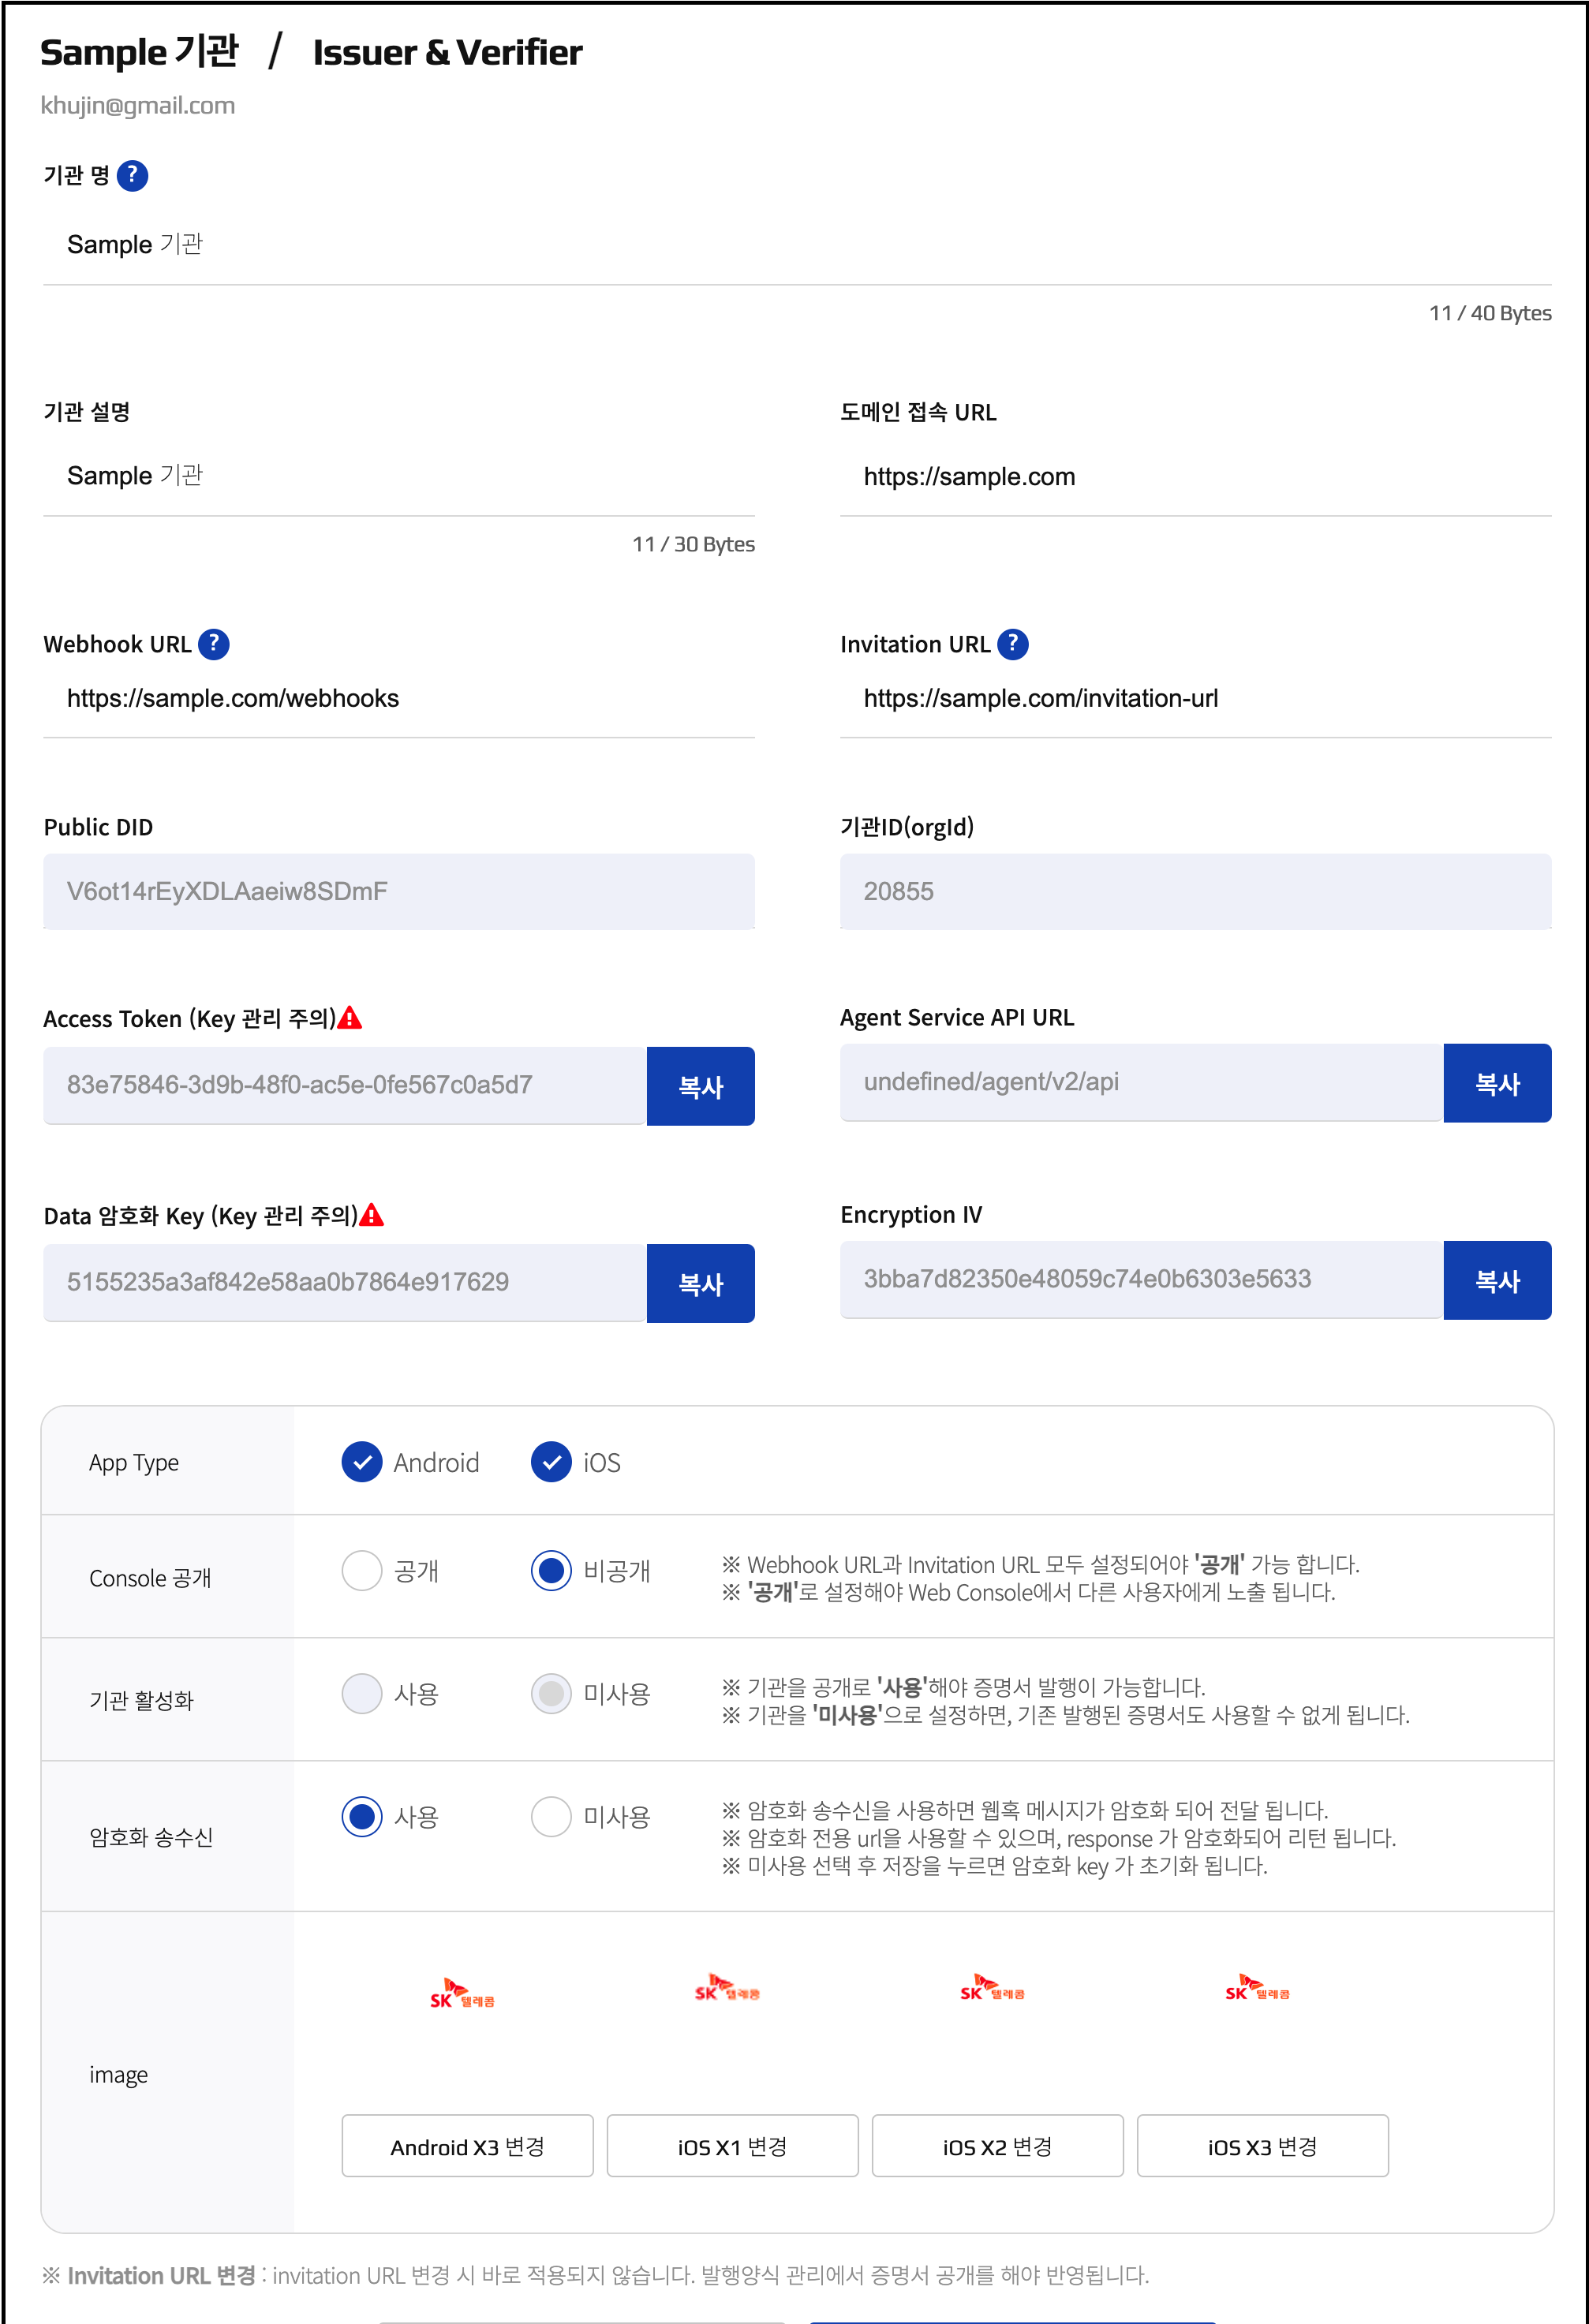 Sample 기관 / Issuer & Verifier
khujin@gmail.com
기관 명 ?
Sample 기관
11 / 40 Bytes
기관 설명
Sample 기관
11 / 30 Bytes
도메인 접속 URL
https://sample.com
Webhook URL ?
https://sample.com/webhooks
Invitation URL ?
https://sample.com/invitation-url
Public DID
V6ot14rEyXDLAaeiw8SDmF
기관ID(orgId)
20855
Access Token (Key 관리 주의)
83e75846-3d9b-48f0-ac5e-0fe567c0a5d7
복사
Agent Service API URL
undefined/agent/v2/api
복사
Data 암호화 Key (Key 관리 주의)
5155235a3af842e58aa0b7864e917629
복사
Encryption IV
3bba7d82350e48059c74e0b6303e5633
복사
App Type
Android
iOS
Console 공개
공개
비공개
※ Webhook URL과 Invitation URL 모두 설정되어야 '공개' 가능 합니다.
※ '공개'로 설정해야 Web Console에서 다른 사용자에게 노출 됩니다.
기관 활성화
사용
미사용
※ 기관을 공개로 '사용'해야 증명서 발행이 가능합니다.
※ 기관을 '미사용'으로 설정하면, 기존 발행된 증명서도 사용할 수 없게 됩니다.
암호화 송수신
사용
미사용
※ 암호화 송수신을 사용하면 웹훅 메시지가 암호화 되어 전달 됩니다.
※ 암호화 전용 url을 사용할 수 있으며, response 가 암호화되어 리턴 됩니다.
※ 미사용 선택 후 저장을 누르면 암호화 key 가 초기화 됩니다.
image
SK 텔레콤
SK 텔레콤
SK 텔레콤
SK 텔레콤
Android X3 변경
iOS X1 변경
iOS X2 변경
iOS X3 변경
※ Invitation URL 변경 : invitation URL 변경 시 바로 적용되지 않습니다. 발행양식 관리에서 증명서 공개를 해야 반영됩니다.